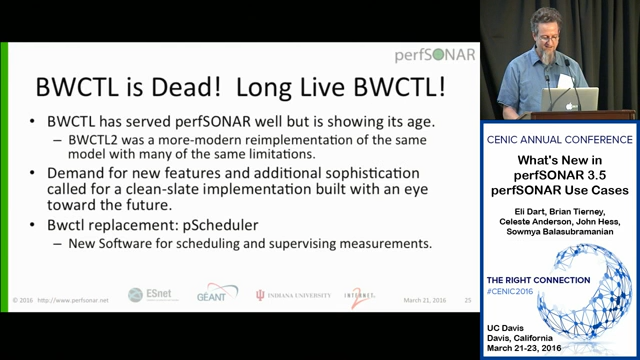 perfSONAR
BWCTL is Dead! Long Live BWCTL!
• BWCTL has served perfSONAR well but is showing its age.
– BWCTL2 was a more-modern reimplementation of the same
model with many of the same limitations.
• Demand for new features and additional sophistication
called for a clean-slate implementation built with an eye
toward the future.
• Bwctl replacement: pScheduler
– New Software for scheduling and supervising measurements.
© 2016 http://www.perfsonar.net
ESnet
GÉANT
INDIANA UNIVERSITY
INTERNET
2
March 21, 2016
25
CENIC ANNUAL CONFERENCE
What's New in
perfSONAR 3.5
perfSONAR Use Cases
Eli Dart, Brian Tierney,
Celeste Anderson, John Hess,
Sowmya Balasubramanian
THE RIGHT CONNECTION
#CENIC2016
UC Davis
Davis, California
March 21-23, 2016